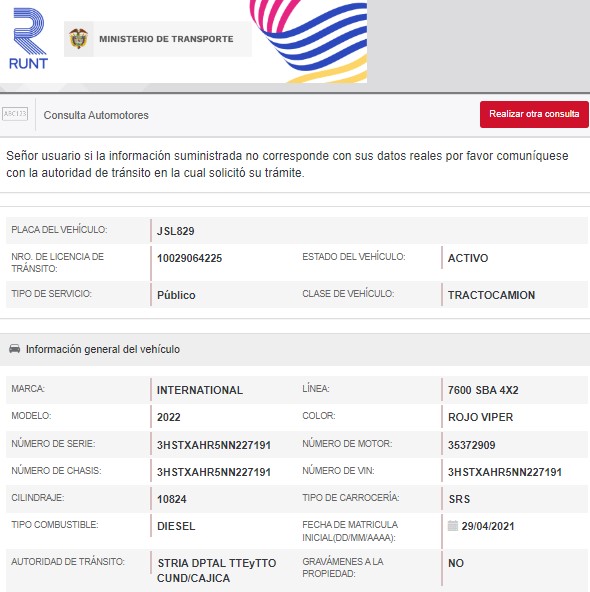 RUNT
MINISTERIO DE TRANSPORTE
ABC123
Consulta Automotores
Realizar otra consulta
Señor usuario si la información suministrada no corresponde con sus datos reales por favor comuníquese
con la autoridad de tránsito en la cual solicitó su trámite.
PLACA DEL VEHÍCULO: JSL829
NRO. DE LICENCIA DE TRÁNSITO: 10029064225 ESTADO DEL VEHÍCULO: ACTIVO
TIPO DE SERVICIO: Público CLASE DE VEHÍCULO: TRACTOCAMION
Información general del vehículo
MARCA: INTERNATIONAL LÍNEA: 7600 SBA 4X2
MODELO: 2022 COLOR: ROJO VIPER
NÚMERO DE SERIE: 3HSTXAHR5NN227191 NÚMERO DE MOTOR: 35372909
NÚMERO DE CHASIS: 3HSTXAHR5NN227191 NÚMERO DE VIN: 3HSTXAHR5NN227191
CILINDRAJE: 10824 TIPO DE CARROCERÍA: SRS
TIPO COMBUSTIBLE: DIESEL FECHA DE MATRICULA INICIAL(DD/MM/AAAA): 29/04/2021
AUTORIDAD DE TRÁNSITO: STRIA DPTAL TTEyTTO CUND/CAJICA GRAVÁMENES A LA PROPIEDAD: NO